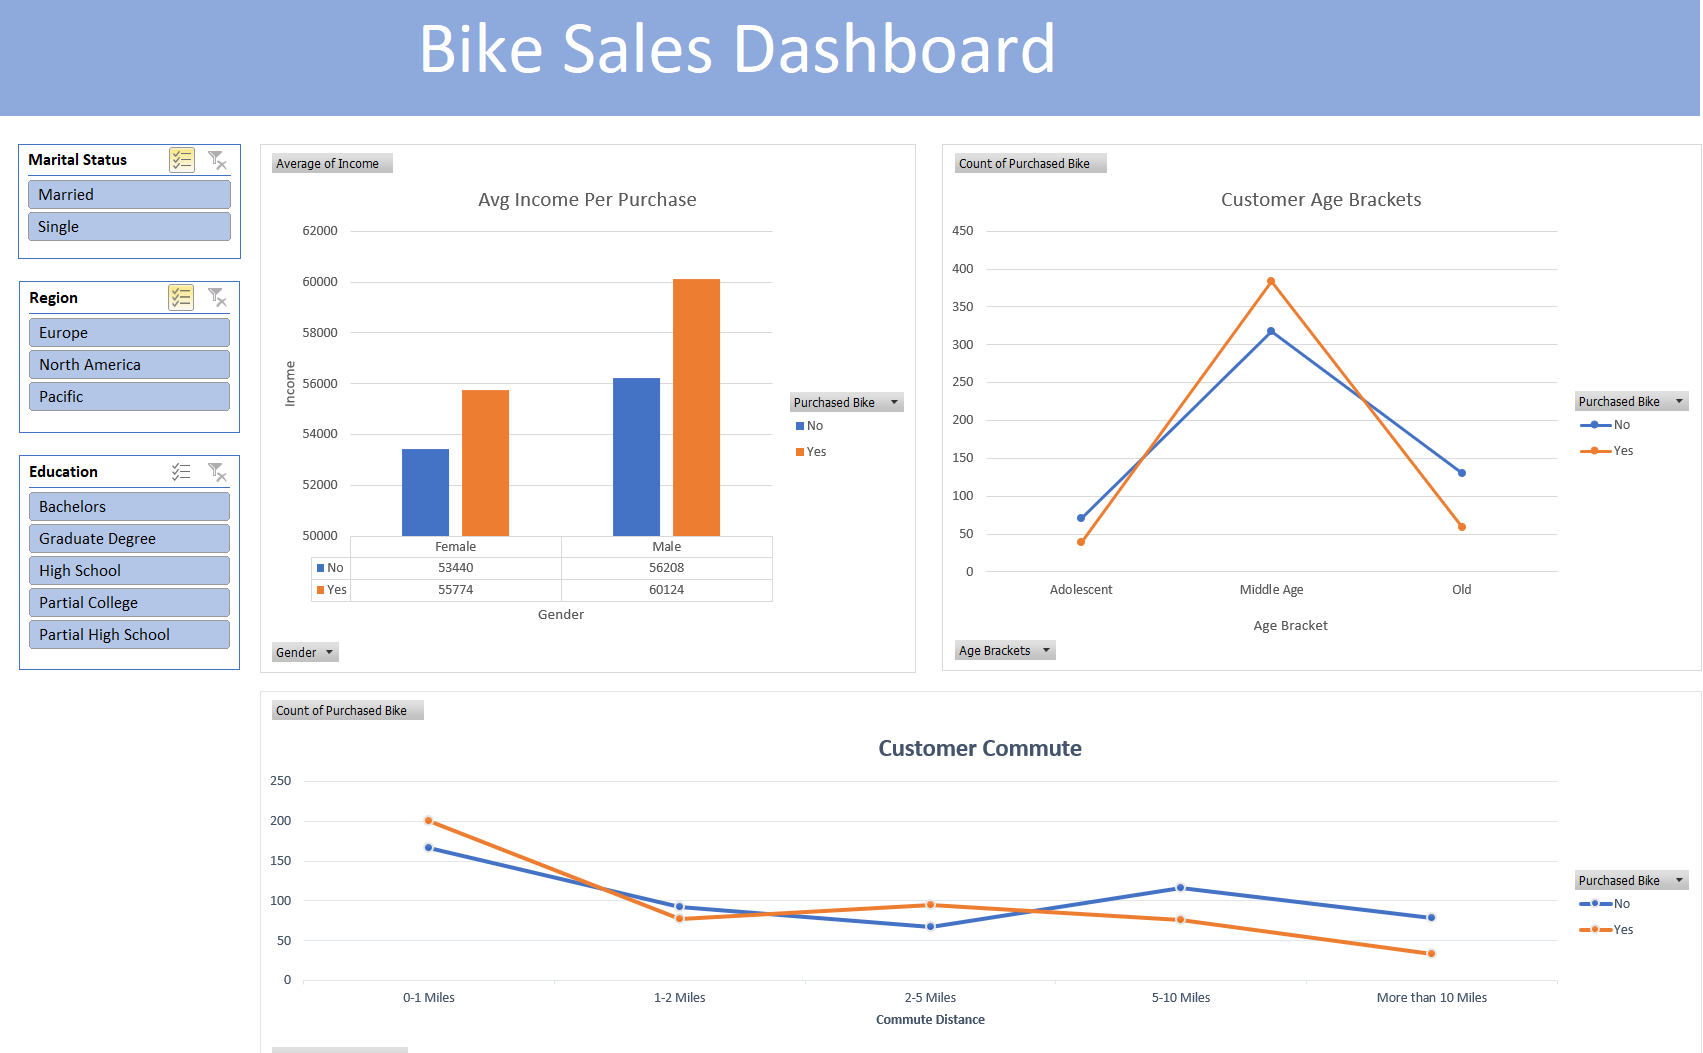 Bike Sales Dashboard
Marital Status
Married
Single
Region
Europe
North America
Pacific
Education
Bachelors
Graduate Degree
High School
Partial College
Partial High School
Average of Income
Avg Income Per Purchase
62000
60000
58000
56000
54000
52000
50000
Income
Female Male
No 53440 56208
Yes 55774 60124
Gender
Purchased Bike
No
Yes
Gender
Count of Purchased Bike
Customer Age Brackets
450
400
350
300
250
200
150
100
50
0
Adolescent Middle Age Old
Age Bracket
Purchased Bike
No
Yes
Age Brackets
Count of Purchased Bike
Customer Commute
250
200
150
100
50
0
0-1 Miles 1-2 Miles 2-5 Miles 5-10 Miles More than 10 Miles
Commute Distance
Purchased Bike
No
Yes